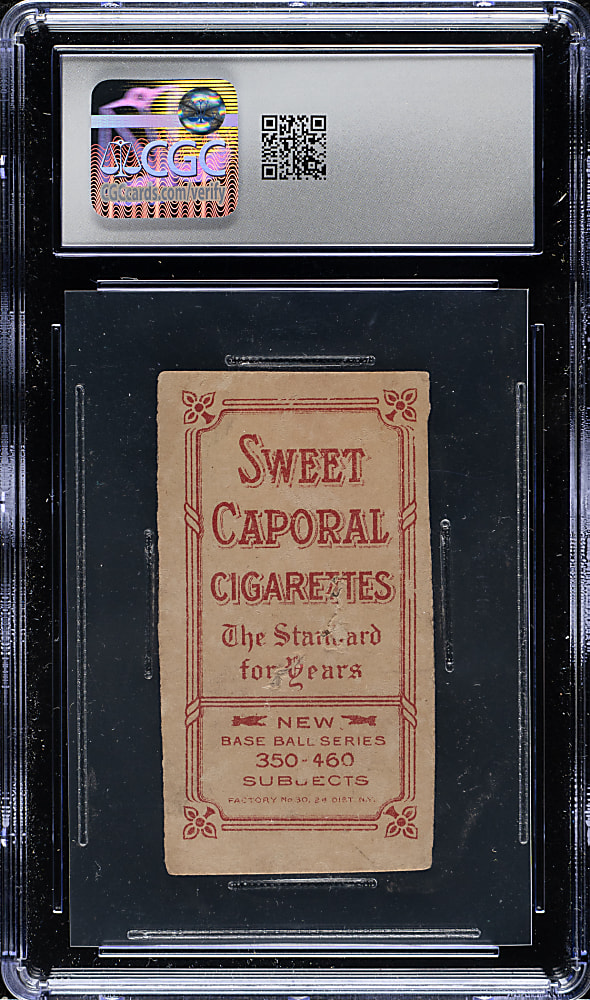 CGC
CGCcards.com/verify
SWEET
CAPORAL
CIGARETTES
The Standard
for Years
NEW
BASE BALL SERIES
350-460
SUBJECTS
FACTORY No 30, 2d DIST. N.Y.